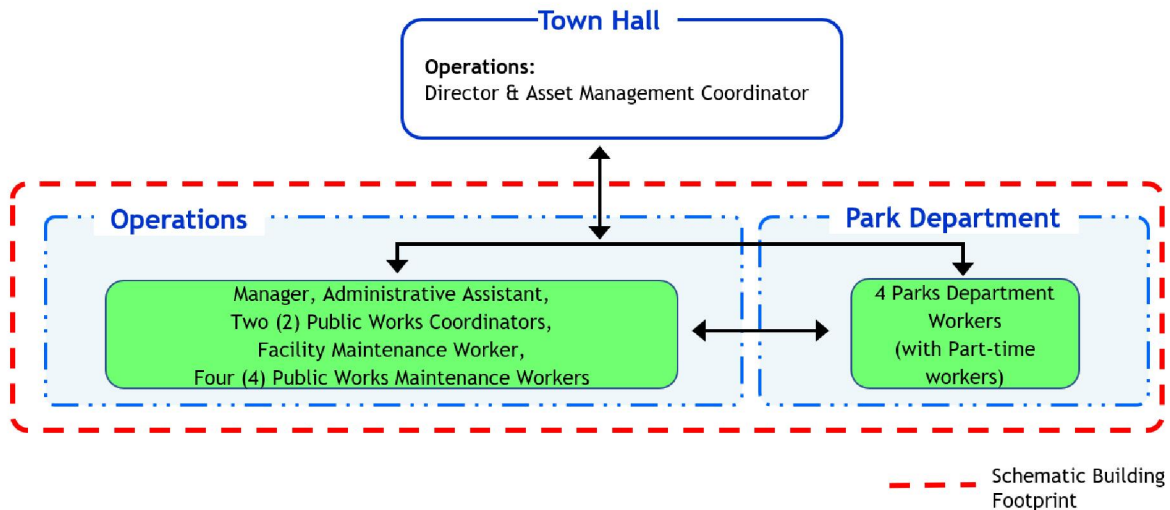 Town Hall
Operations:
Director & Asset Management Coordinator
Operations
Park Department
Manager, Administrative Assistant,
Two (2) Public Works Coordinators,
Facility Maintenance Worker,
Four (4) Public Works Maintenance Workers
4 Parks Department
Workers
(with Part-time
workers)
Schematic Building
Footprint